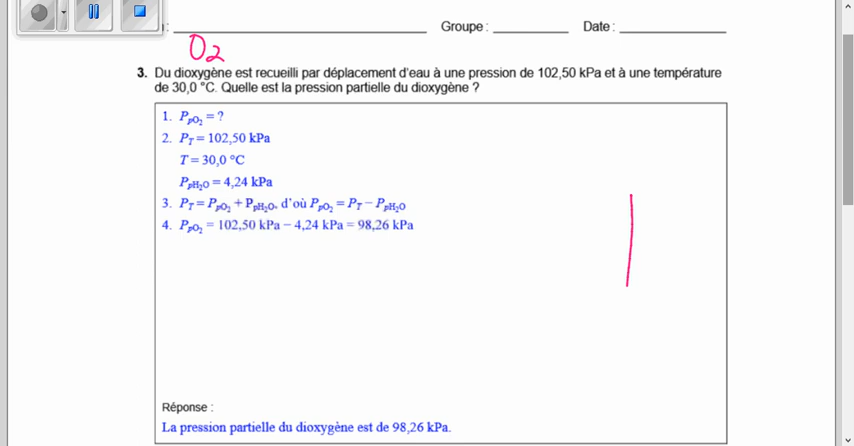 : ____________ Groupe : ________ Date : ____________
O2
3. Du dioxygène est recueilli par déplacement d'eau à une pression de 102,50 kPa et à une température
de 30,0 °C. Quelle est la pression partielle du dioxygène ?
1. PpO2 = ?
2. PT = 102,50 kPa
T = 30,0 °C
PpH2O = 4,24 kPa
3. PT = PpO2 + PpH2O, d'où PpO2 = PT − PpH2O
4. PpO2 = 102,50 kPa − 4,24 kPa = 98,26 kPa
Réponse :
La pression partielle du dioxygène est de 98,26 kPa.